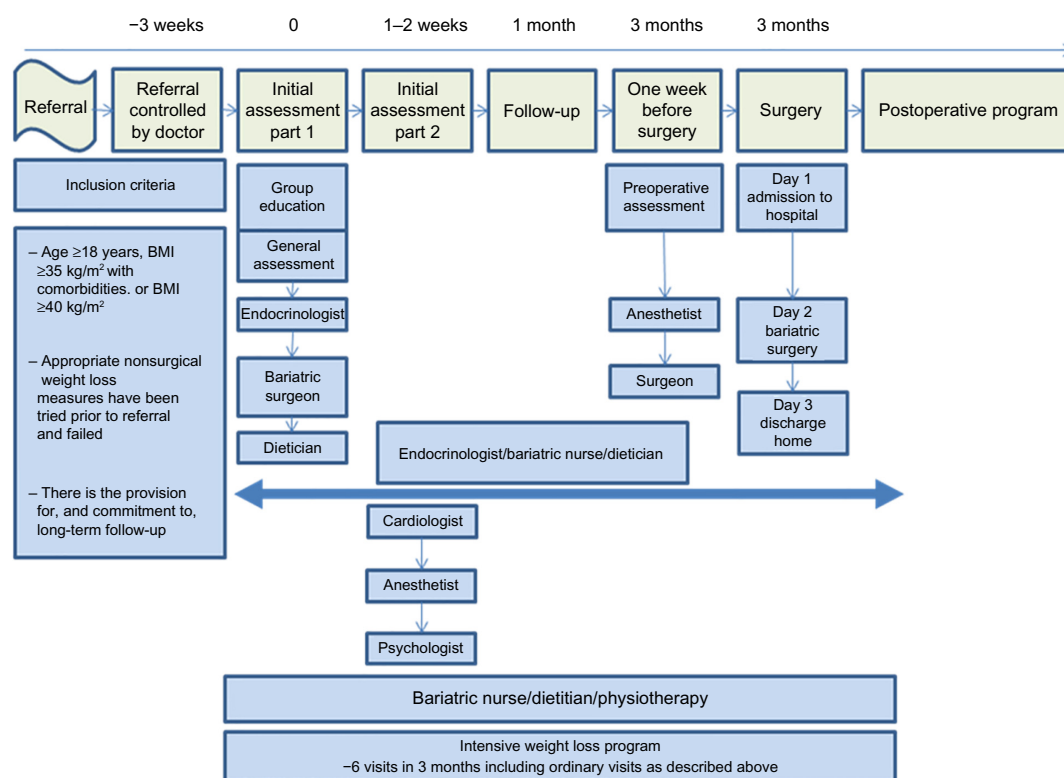 −3 weeks
0
1–2 weeks
1 month
3 months
3 months
Referral
Referral
controlled
by doctor
Initial
assessment
part 1
Initial
assessment
part 2
Follow-up
One week
before
surgery
Surgery
Postoperative program
Inclusion criteria
– Age ≥18 years, BMI
≥35 kg/m² with
comorbidities. or BMI
≥40 kg/m²
– Appropriate nonsurgical
weight loss
measures have been
tried prior to referral
and failed
– There is the provision
for, and commitment to,
long-term follow-up
Group
education
General
assessment
Endocrinologist
Bariatric
surgeon
Dietician
Preoperative
assessment
Anesthetist
Surgeon
Day 1
admission to
hospital
Day 2
bariatric
surgery
Day 3
discharge
home
Endocrinologist/bariatric nurse/dietician
Cardiologist
Anesthetist
Psychologist
Bariatric nurse/dietitian/physiotherapy
Intensive weight loss program
−6 visits in 3 months including ordinary visits as described above